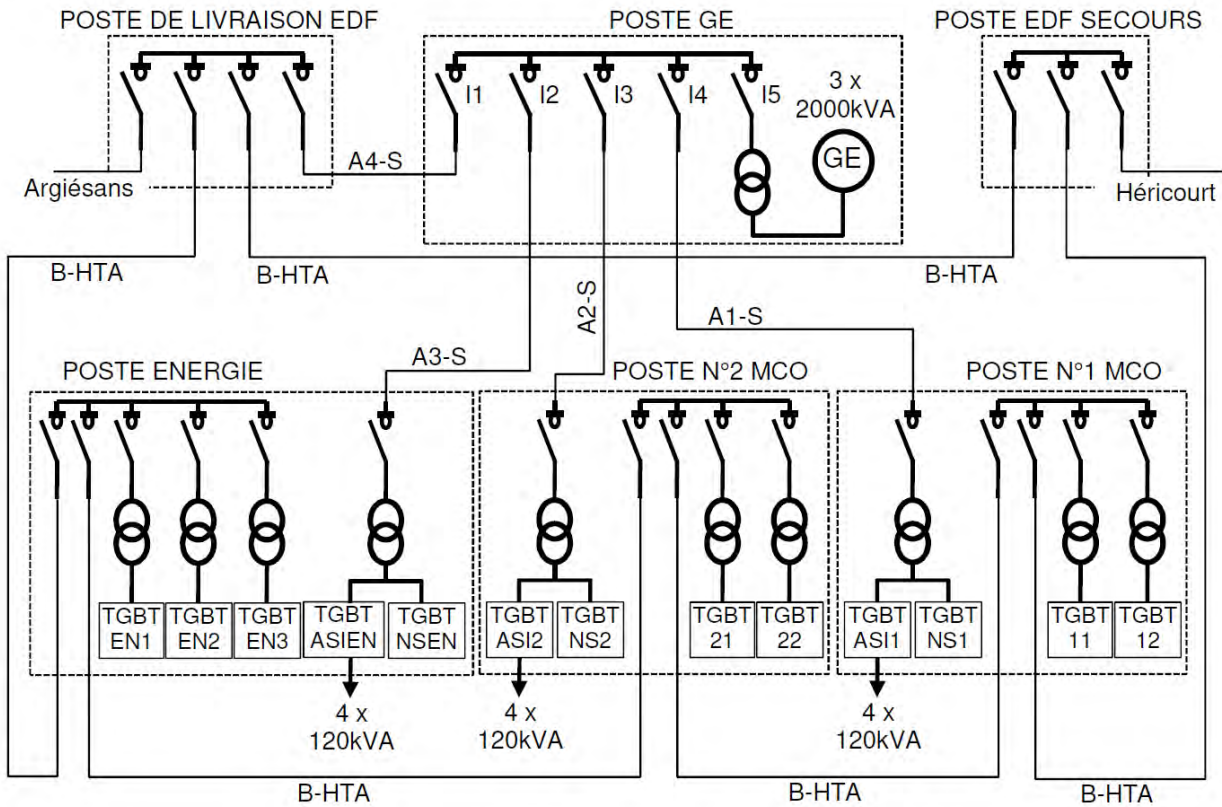 POSTE DE LIVRAISON EDF
POSTE GE
POSTE EDF SECOURS
I1
I2
I3
I4
I5
3 x
2000kVA
GE
A4-S
Argiésans
Héricourt
B-HTA
B-HTA
B-HTA
A2-S
A1-S
A3-S
POSTE ENERGIE
POSTE N°2 MCO
POSTE N°1 MCO
TGBT
EN1
TGBT
EN2
TGBT
EN3
TGBT
ASIEN
TGBT
NSEN
TGBT
ASI2
TGBT
NS2
TGBT
21
TGBT
22
TGBT
ASI1
TGBT
NS1
TGBT
11
TGBT
12
4 x
120kVA
4 x
120kVA
4 x
120kVA
B-HTA
B-HTA
B-HTA